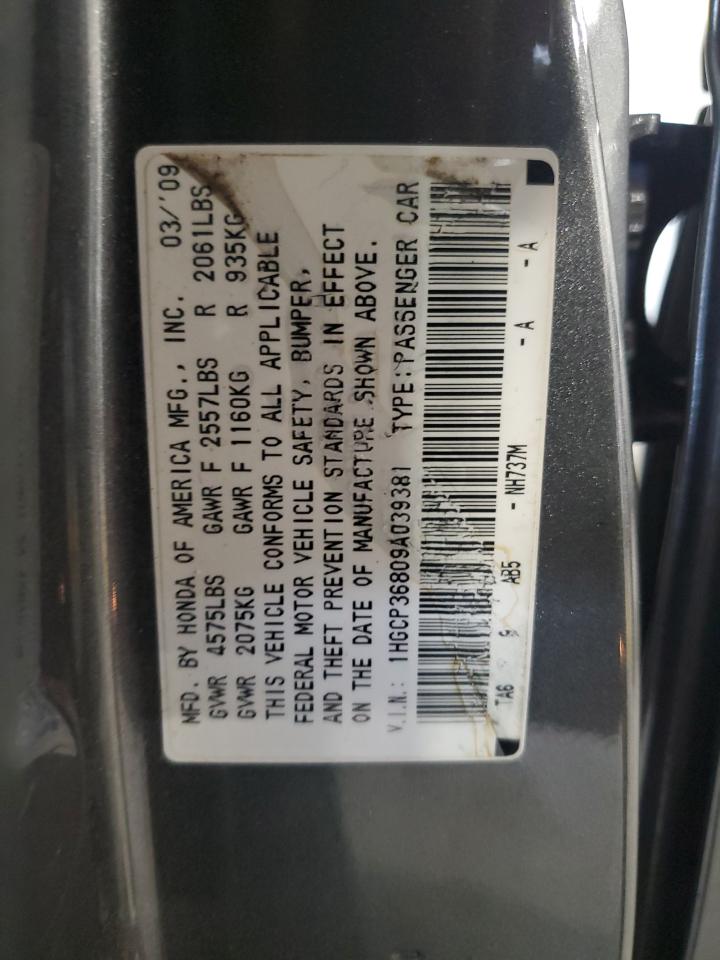 MFD. BY HONDA OF AMERICA MFG., INC. 03/'09
GVWR 4575LBS GAWR F 2557LBS R 2061LBS
GVWR 2075KG GAWR F 1160KG R 935KG
THIS VEHICLE CONFORMS TO ALL APPLICABLE
FEDERAL MOTOR VEHICLE SAFETY, BUMPER,
AND THEFT PREVENTION STANDARDS IN EFFECT
ON THE DATE OF MANUFACTURE SHOWN ABOVE.
V.I.N.: 1HGCP36809A039381 TYPE: PASSENGER CAR
TA6 9 AB5 - NH737M - A - A